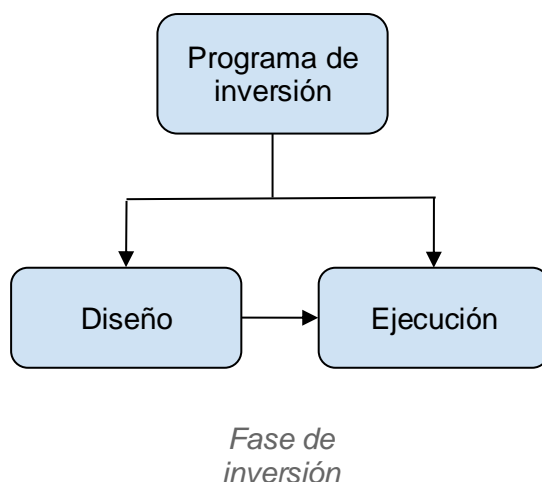 Programa de
inversión
Diseño
Ejecución
Fase de
inversión